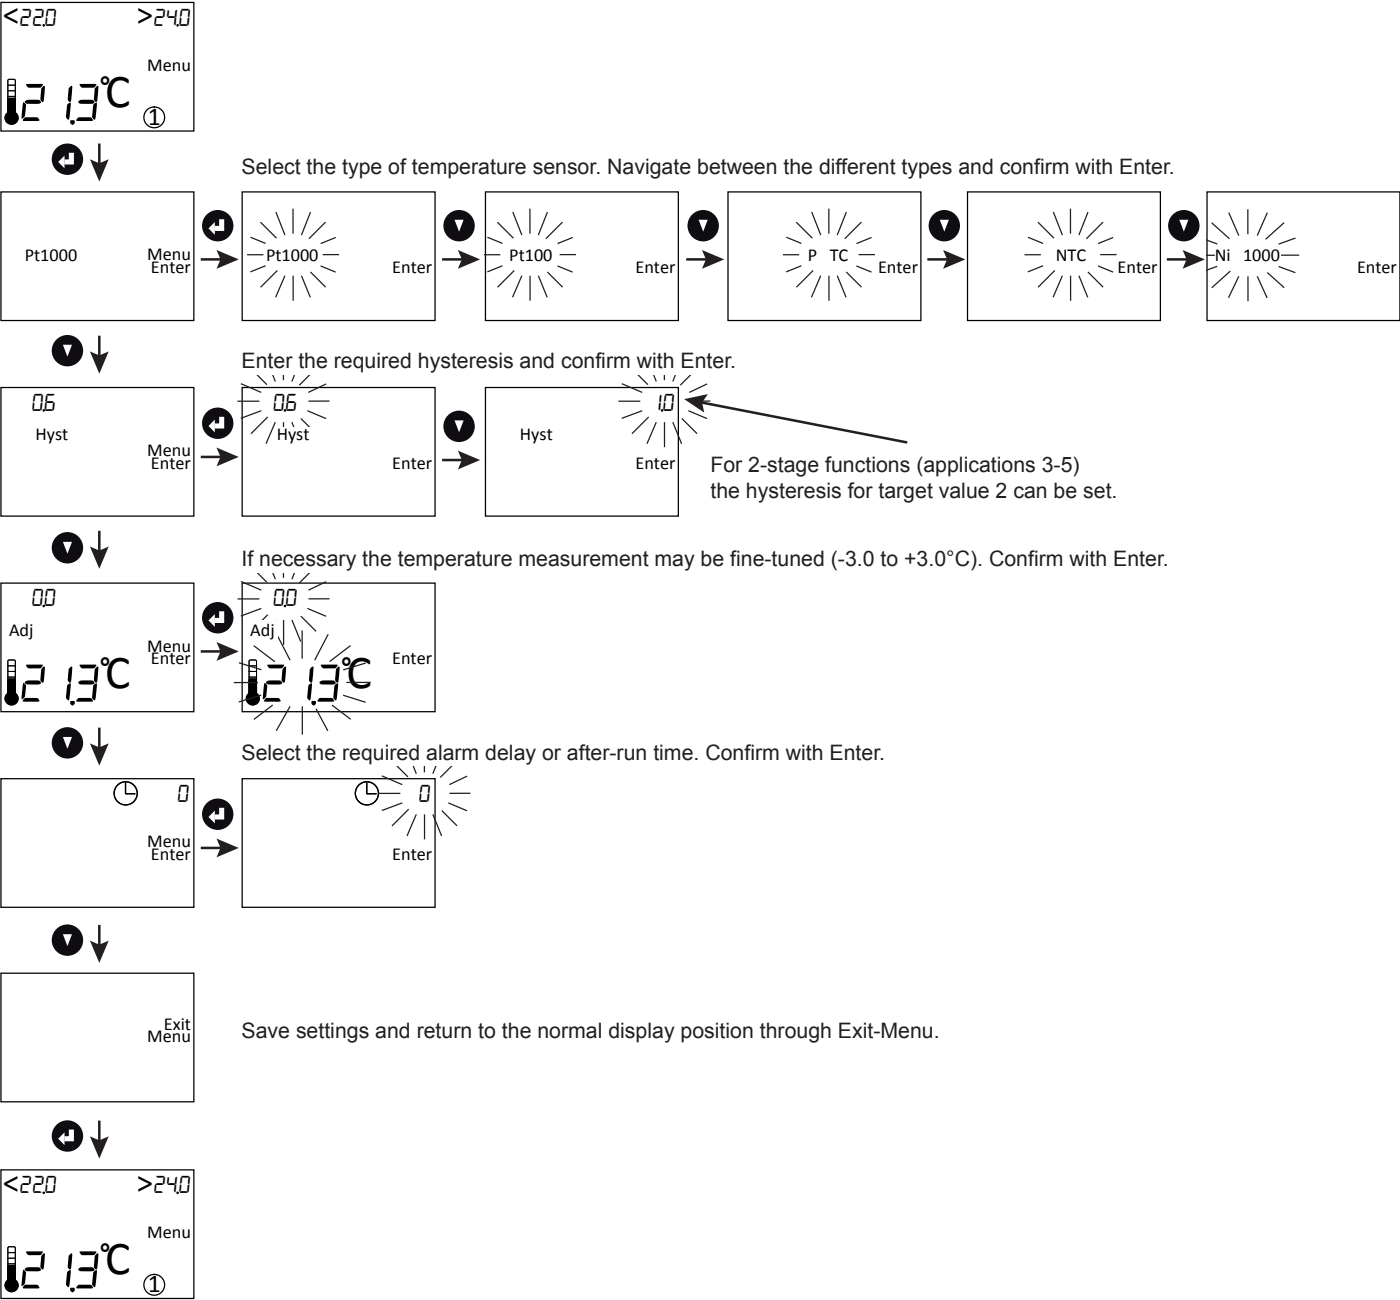 <22.0 >24.0
Menu
21.3°C ①
Select the type of temperature sensor. Navigate between the different types and confirm with Enter.
Pt1000 Menu
Enter
Pt1000 Enter
Pt100 Enter
P TC Enter
NTC Enter
Ni 1000 Enter
Enter the required hysteresis and confirm with Enter.
0.6
Hyst
Menu
Enter
0.6
Hyst
Enter
1.0
Hyst
Enter
For 2-stage functions (applications 3-5)
the hysteresis for target value 2 can be set.
If necessary the temperature measurement may be fine-tuned (-3.0 to +3.0°C). Confirm with Enter.
0.0
Adj
Menu
Enter
21.3°C
0.0
Adj
Enter
21.3°C
Select the required alarm delay or after-run time. Confirm with Enter.
0
Menu
Enter
0
Enter
Exit
Menu
Save settings and return to the normal display position through Exit-Menu.
<22.0 >24.0
Menu
21.3°C ①